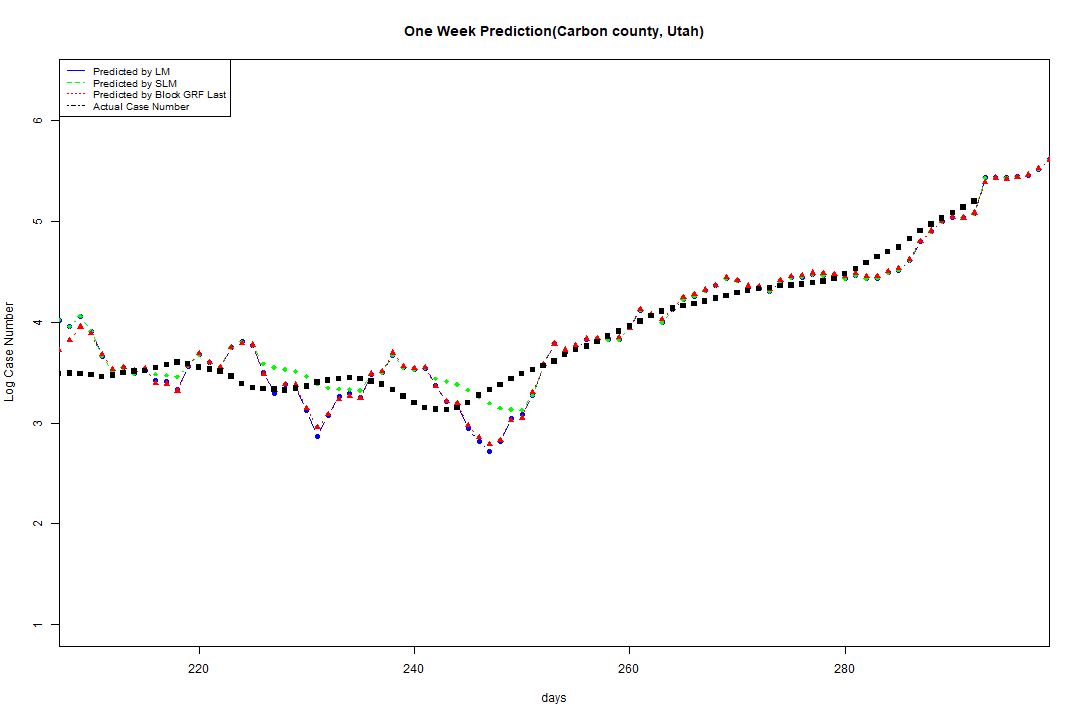 One Week Prediction(Carbon county, Utah)
Predicted by LM
Predicted by SLM
Predicted by Block GRF Last
Actual Case Number
Log Case Number
6
5
4
3
2
1
220 240 260 280
days